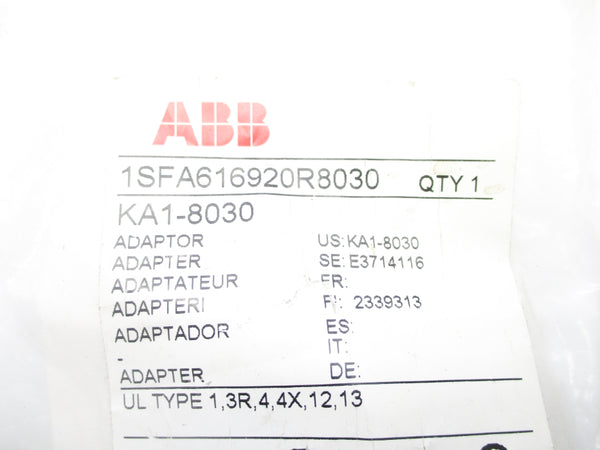 ABB
1SFA616920R8030 QTY 1
KA1-8030
ADAPTOR US: KA1-8030
ADAPTER SE: E3714116
ADAPTATEUR FR:
ADAPTERI FI: 2339313
ADAPTADOR ES:
- IT:
ADAPTER DE:
UL TYPE 1,3R,4,4X,12,13